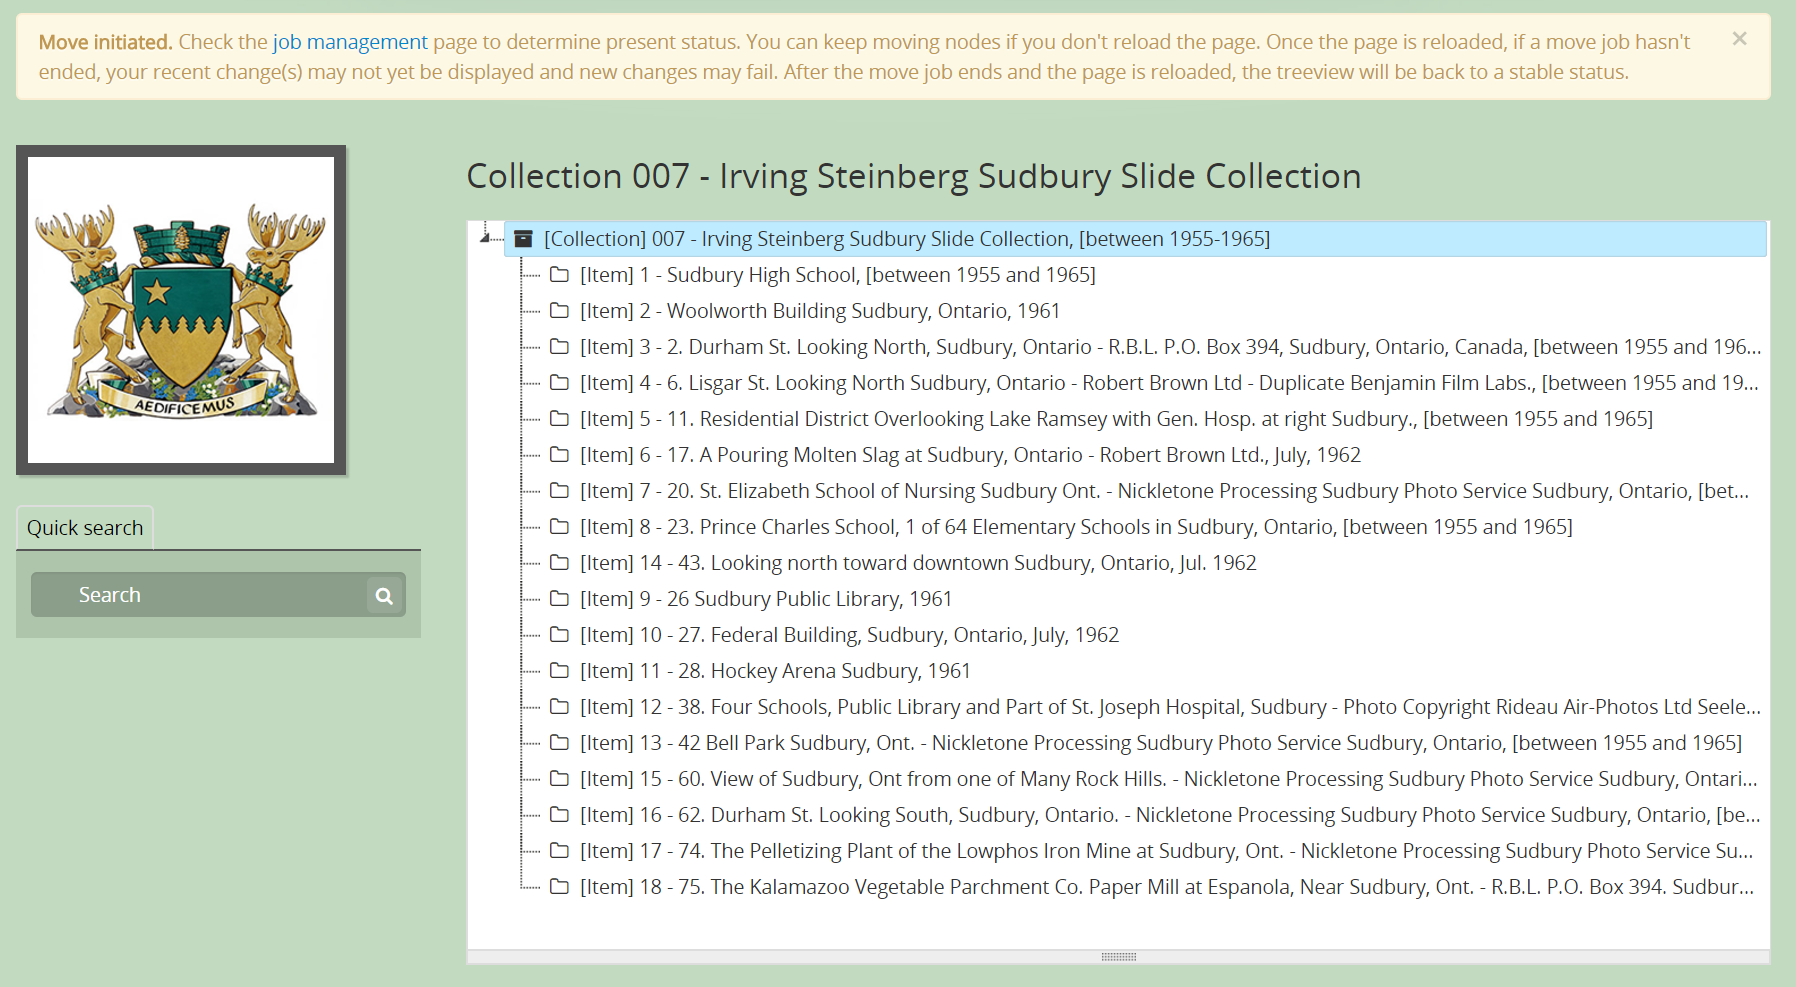 Move initiated. Check the job management page to determine present status. You can keep moving nodes if you don't reload the page. Once the page is reloaded, if a move job hasn't
ended, your recent change(s) may not yet be displayed and new changes may fail. After the move job ends and the page is reloaded, the treeview will be back to a stable status.
×
AEDIFICEMUS
Quick search
Search
Collection 007 - Irving Steinberg Sudbury Slide Collection
[Collection] 007 - Irving Steinberg Sudbury Slide Collection, [between 1955-1965]
[Item] 1 - Sudbury High School, [between 1955 and 1965]
[Item] 2 - Woolworth Building Sudbury, Ontario, 1961
[Item] 3 - 2. Durham St. Looking North, Sudbury, Ontario - R.B.L. P.O. Box 394, Sudbury, Ontario, Canada, [between 1955 and 196...
[Item] 4 - 6. Lisgar St. Looking North Sudbury, Ontario - Robert Brown Ltd - Duplicate Benjamin Film Labs., [between 1955 and 19...
[Item] 5 - 11. Residential District Overlooking Lake Ramsey with Gen. Hosp. at right Sudbury., [between 1955 and 1965]
[Item] 6 - 17. A Pouring Molten Slag at Sudbury, Ontario - Robert Brown Ltd., July, 1962
[Item] 7 - 20. St. Elizabeth School of Nursing Sudbury Ont. - Nickletone Processing Sudbury Photo Service Sudbury, Ontario, [bet...
[Item] 8 - 23. Prince Charles School, 1 of 64 Elementary Schools in Sudbury, Ontario, [between 1955 and 1965]
[Item] 14 - 43. Looking north toward downtown Sudbury, Ontario, Jul. 1962
[Item] 9 - 26 Sudbury Public Library, 1961
[Item] 10 - 27. Federal Building, Sudbury, Ontario, July, 1962
[Item] 11 - 28. Hockey Arena Sudbury, 1961
[Item] 12 - 38. Four Schools, Public Library and Part of St. Joseph Hospital, Sudbury - Photo Copyright Rideau Air-Photos Ltd Seele...
[Item] 13 - 42 Bell Park Sudbury, Ont. - Nickletone Processing Sudbury Photo Service Sudbury, Ontario, [between 1955 and 1965]
[Item] 15 - 60. View of Sudbury, Ont from one of Many Rock Hills. - Nickletone Processing Sudbury Photo Service Sudbury, Ontari...
[Item] 16 - 62. Durham St. Looking South, Sudbury, Ontario. - Nickletone Processing Sudbury Photo Service Sudbury, Ontario, [be...
[Item] 17 - 74. The Pelletizing Plant of the Lowphos Iron Mine at Sudbury, Ont. - Nickletone Processing Sudbury Photo Service Su...
[Item] 18 - 75. The Kalamazoo Vegetable Parchment Co. Paper Mill at Espanola, Near Sudbury, Ont. - R.B.L. P.O. Box 394. Sudbur...